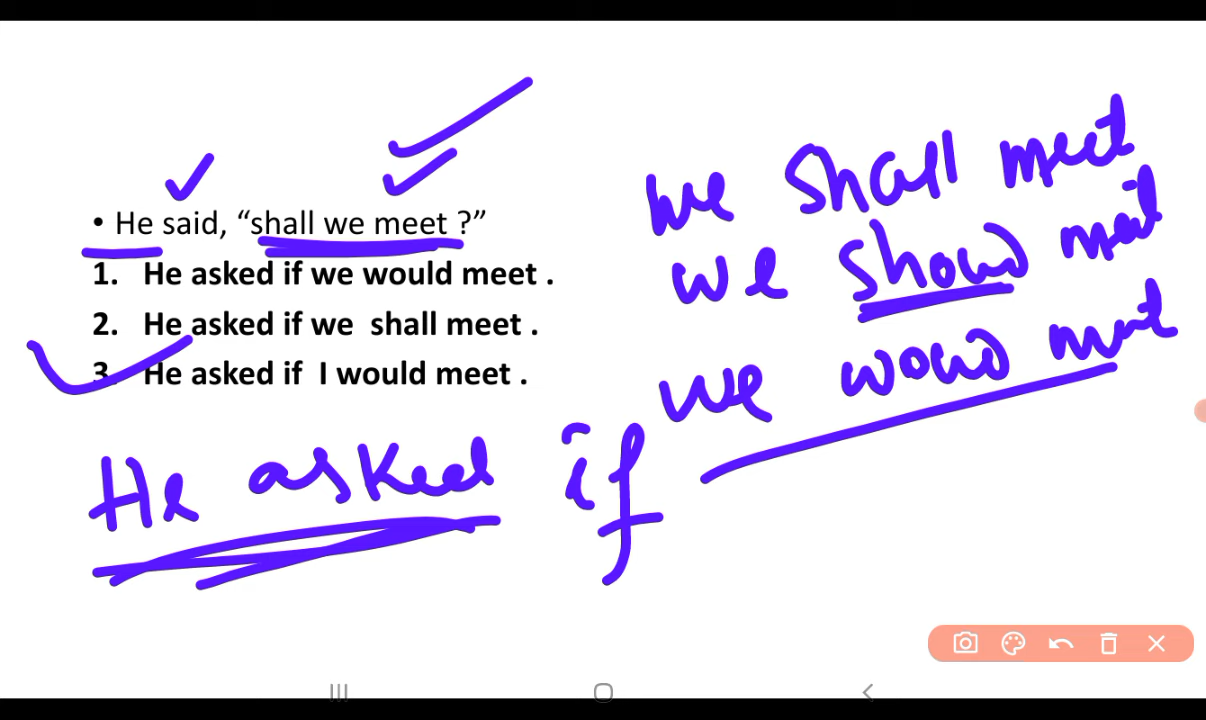 • He said, “shall we meet ?”
1. He asked if we would meet .
2. He asked if we shall meet .
3. He asked if I would meet .
we shall meet
we should meet
we would meet
He asked if